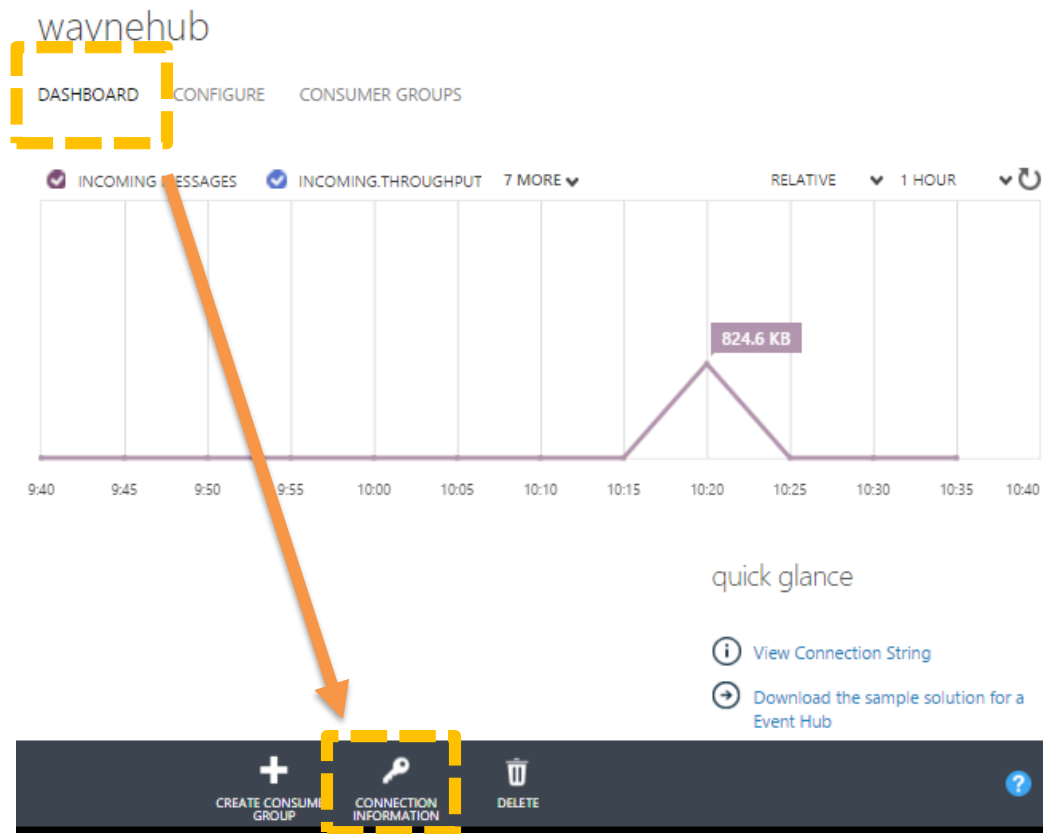 waynehub
DASHBOARD CONFIGURE CONSUMER GROUPS
INCOMING MESSAGES INCOMING.THROUGHPUT 7 MORE RELATIVE 1 HOUR
824.6 KB
9:40 9:45 9:50 9:55 10:00 10:05 10:10 10:15 10:20 10:25 10:30 10:35 10:40
quick glance
View Connection String
Download the sample solution for a
Event Hub
CREATE CONSUME
GROUP
CONNECTION
INFORMATION
DELETE
?